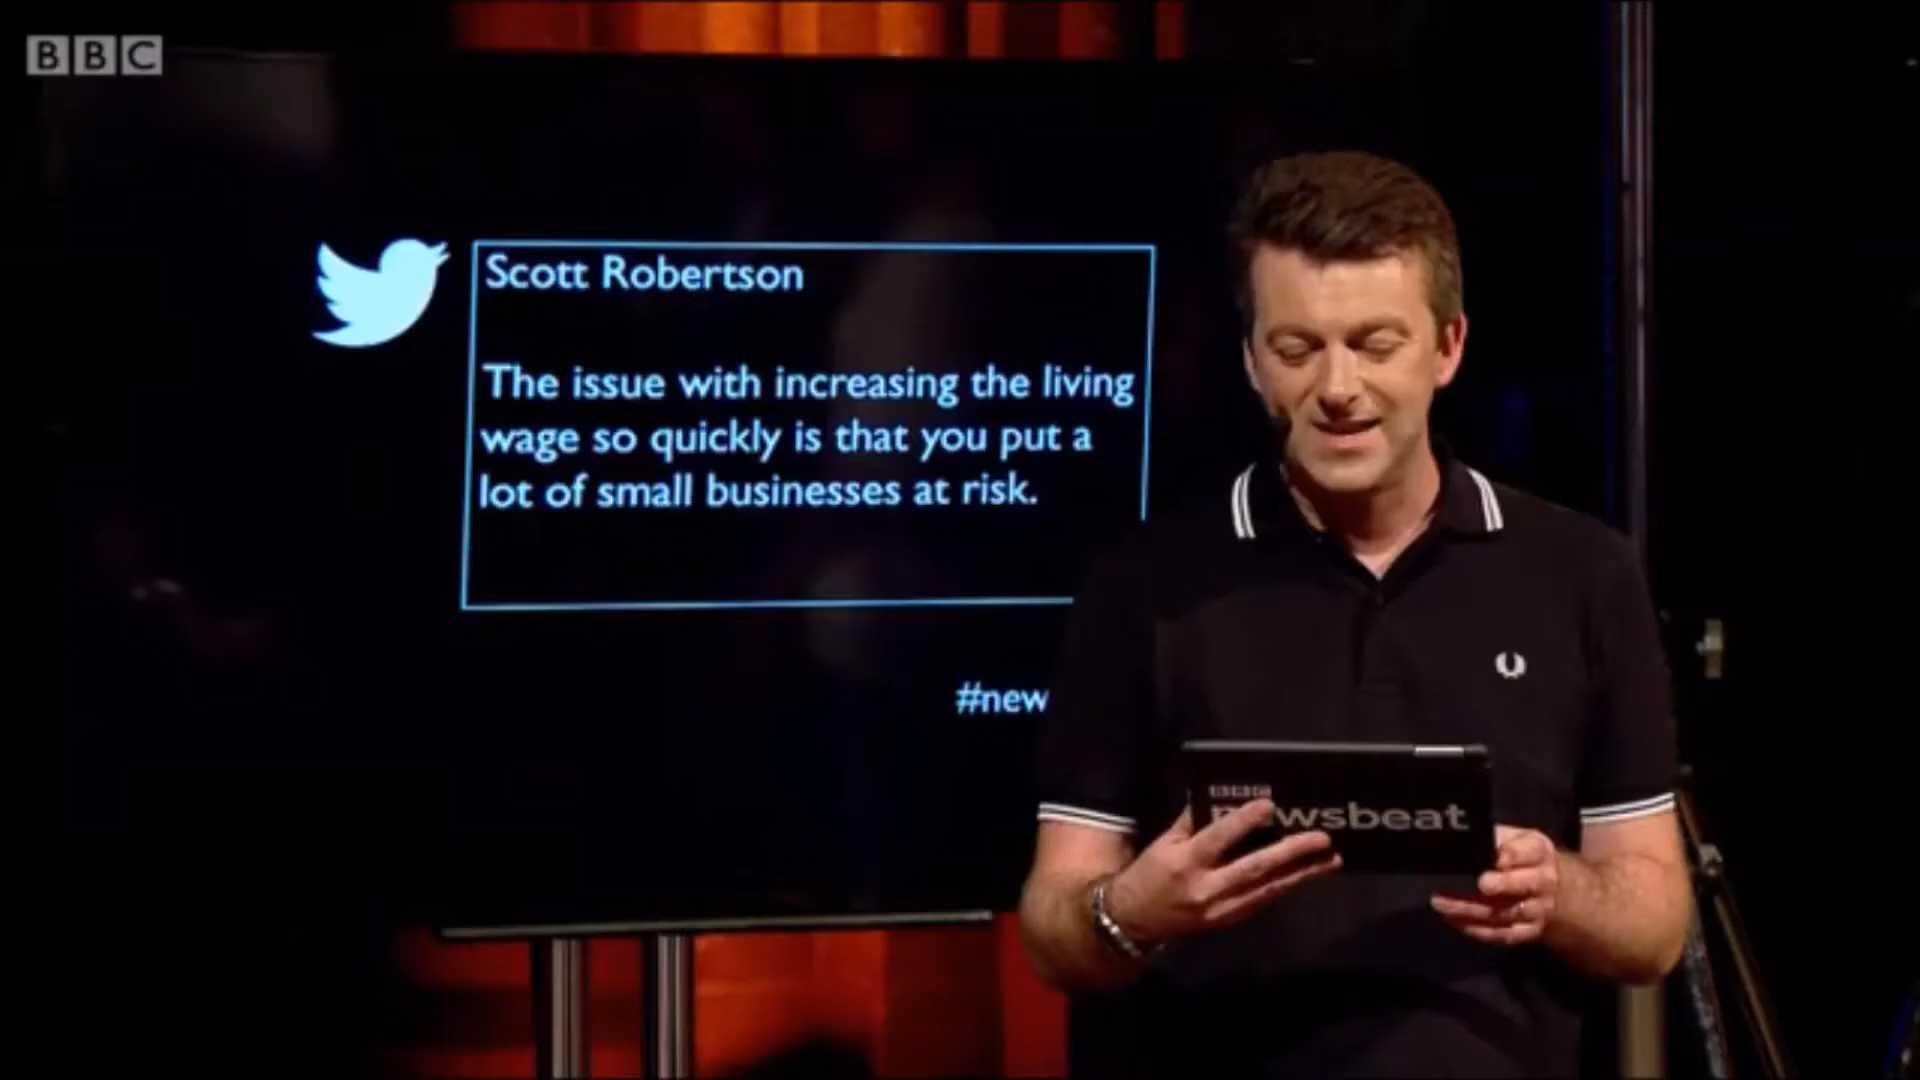 BBC
Scott Robertson
The issue with increasing the living
wage so quickly is that you put a
lot of small businesses at risk.
#new
BBC
wsbeat